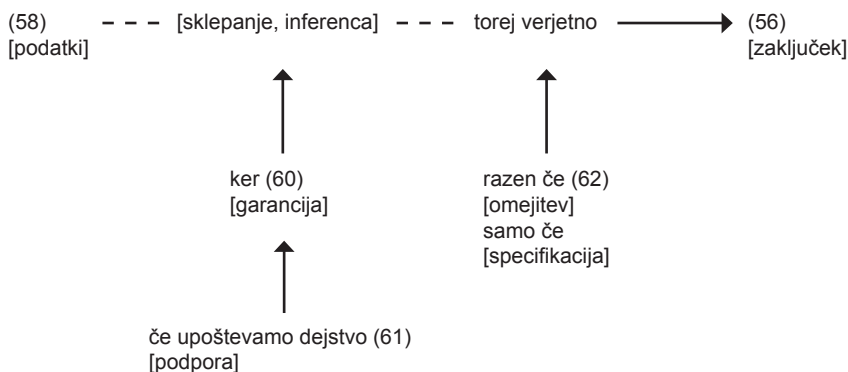 (58) – – – [sklepanje, inferenca] – – – torej verjetno (56)
[podatki] [zaključek]
ker (60) razen če (62)
[garancija] [omejitev]
samo če
[specifikacija]
če upoštevamo dejstvo (61)
[podpora]